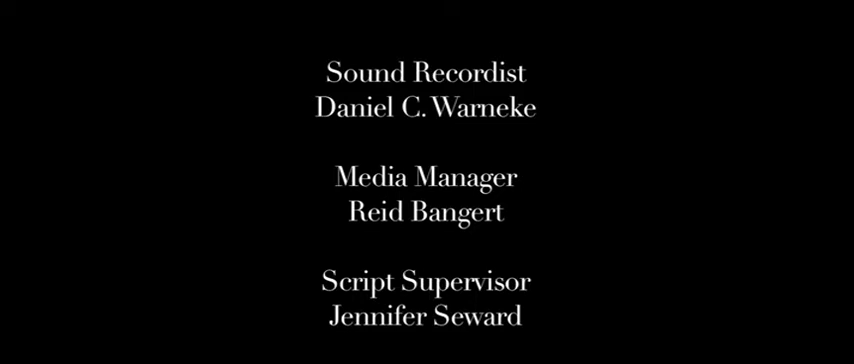 Sound Recordist
Daniel C. Warneke
Media Manager
Reid Bangert
Script Supervisor
Jennifer Seward